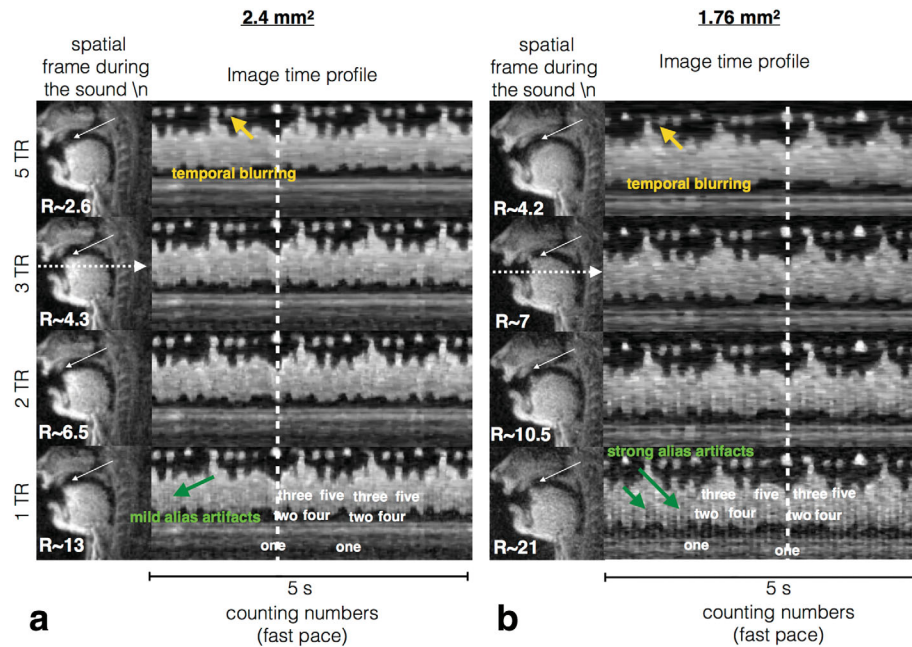 2.4 mm²
spatial
frame during
the sound \n
Image time profile
5 TR
R~2.6
temporal blurring
3 TR
R~4.3
2 TR
R~6.5
1 TR
R~13
mild alias artifacts
three five three five
two four two four
one one
5 s
counting numbers
(fast pace)
a
1.76 mm²
spatial
frame during
the sound \n
Image time profile
R~4.2
temporal blurring
R~7
R~10.5
strong alias artifacts
R~21
three five three five
two four two four
one one
5 s
counting numbers
(fast pace)
b